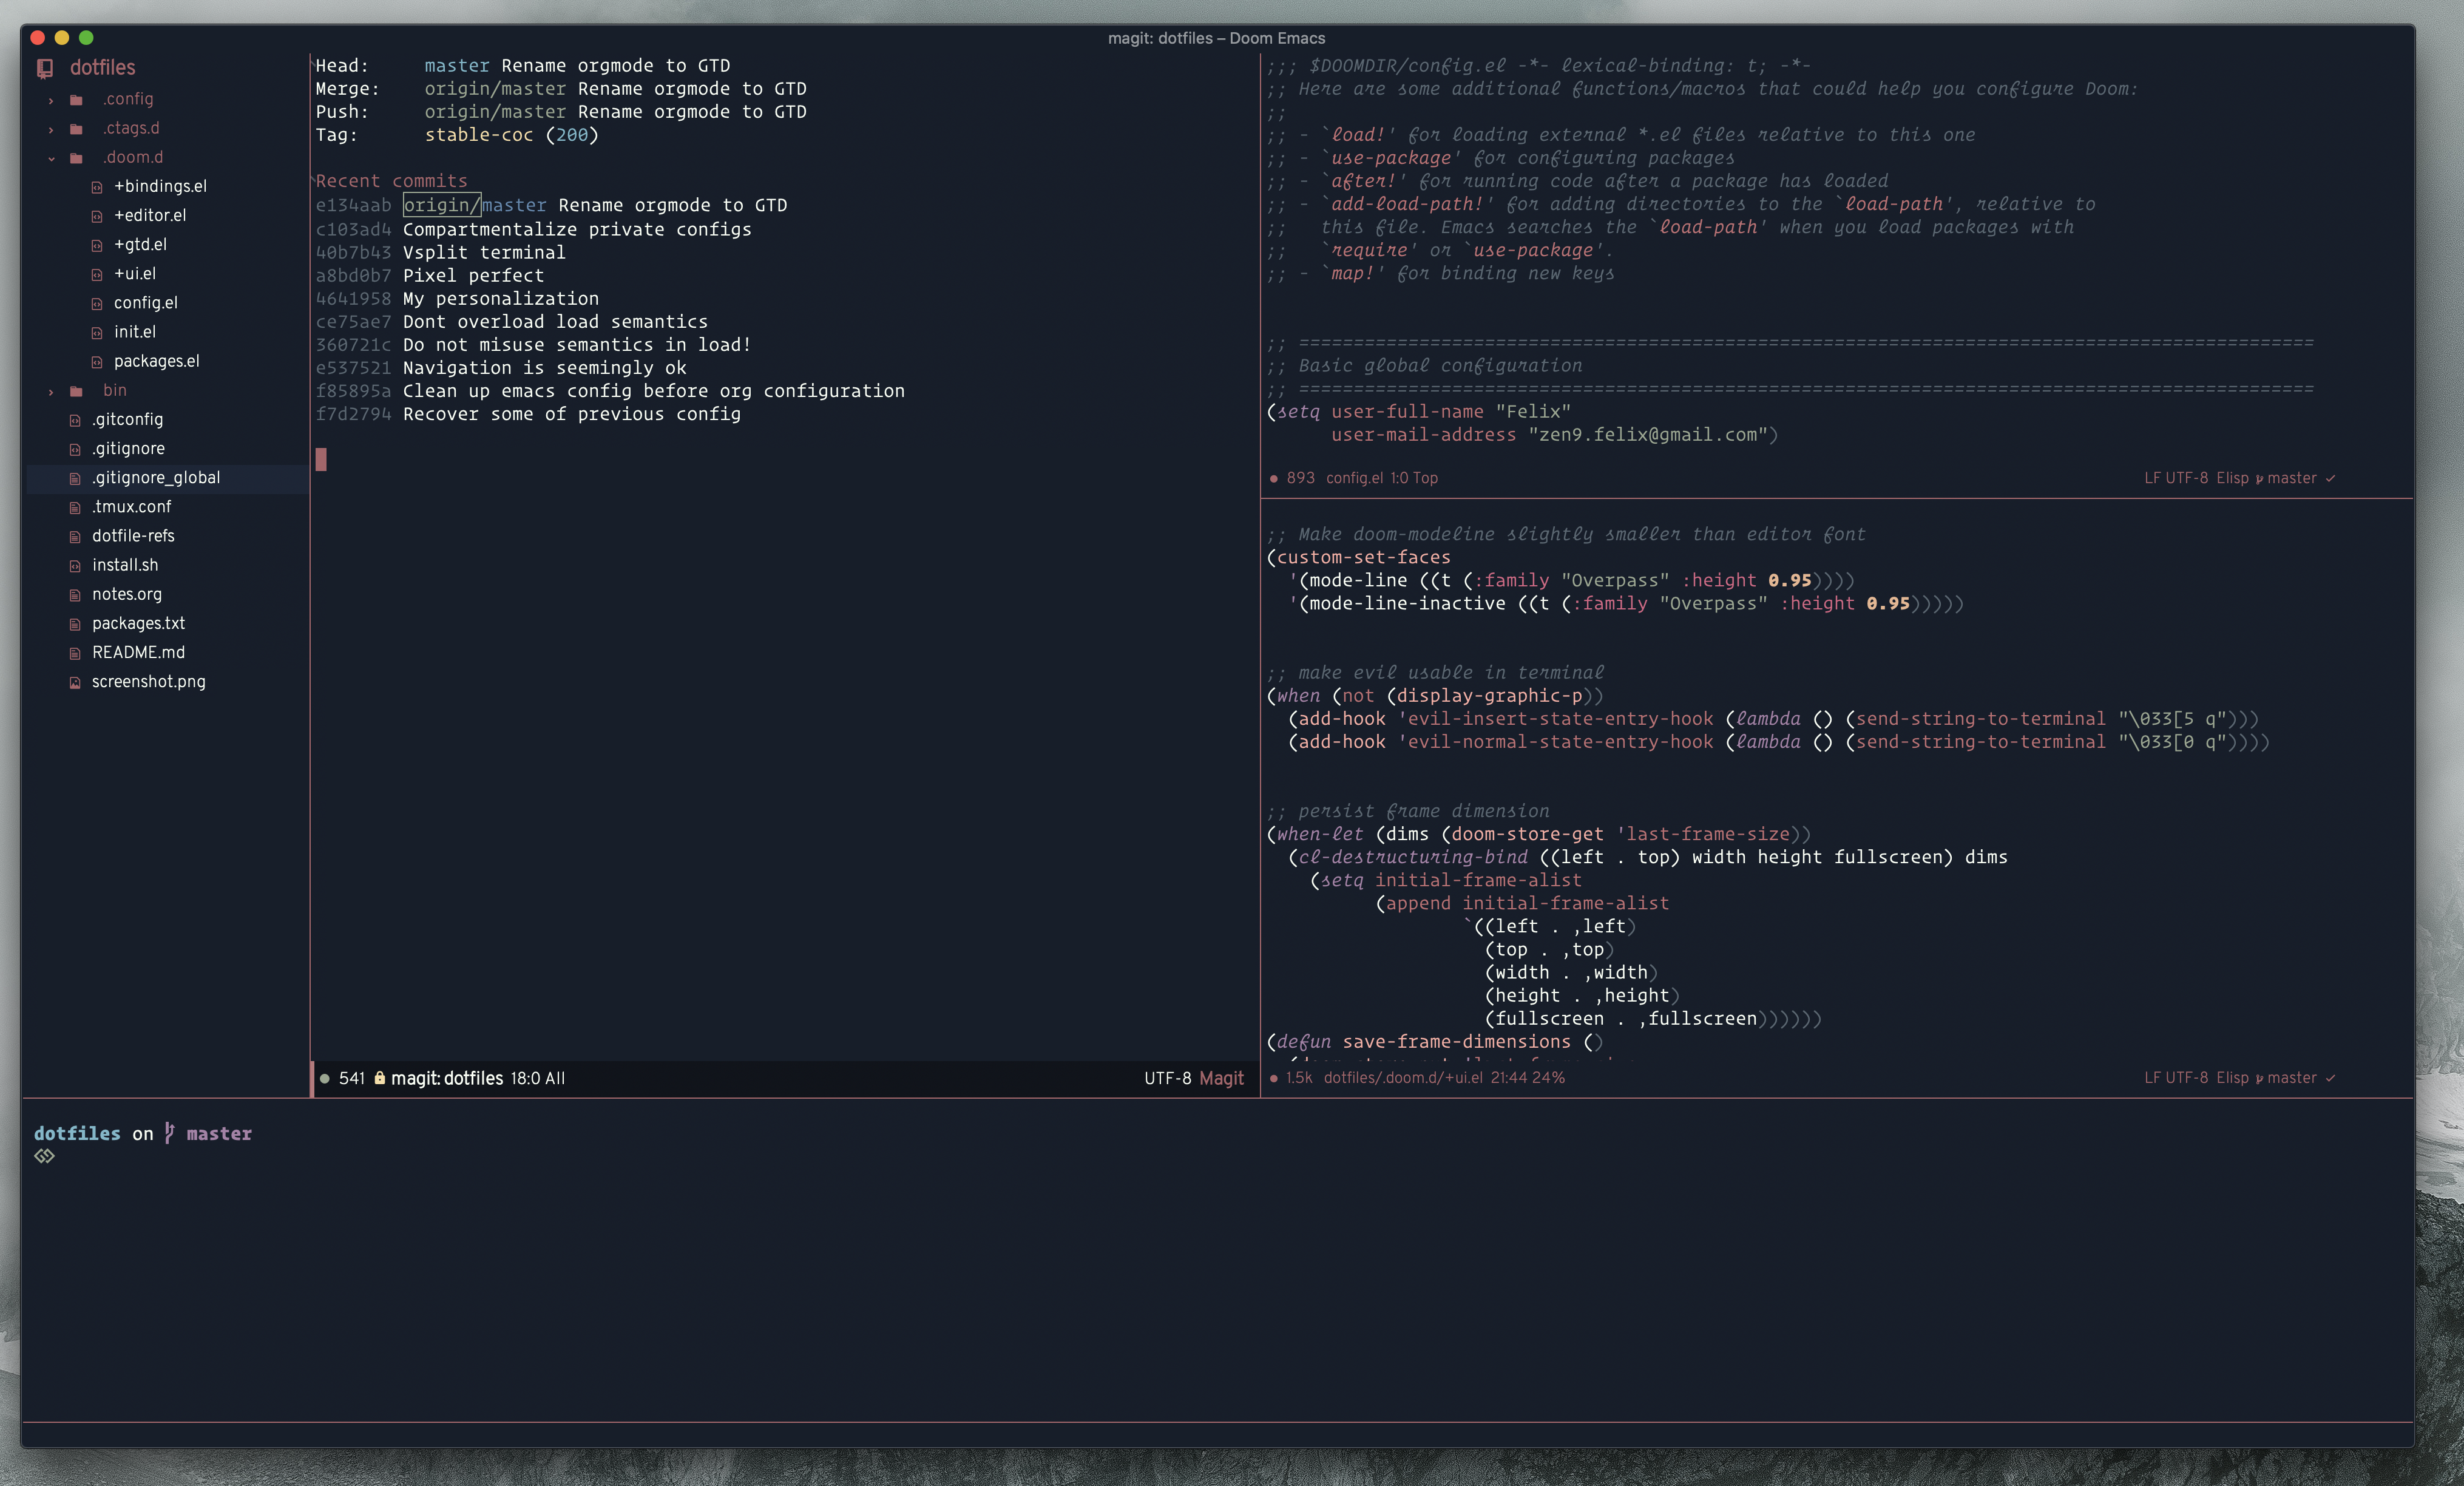 magit: dotfiles – Doom Emacs
dotfiles
.config
.ctags.d
.doom.d
+bindings.el
+editor.el
+gtd.el
+ui.el
config.el
init.el
packages.el
bin
.gitconfig
.gitignore
.gitignore_global
.tmux.conf
dotfile-refs
install.sh
notes.org
packages.txt
README.md
screenshot.png
Head:     master Rename orgmode to GTD
Merge:    origin/master Rename orgmode to GTD
Push:     origin/master Rename orgmode to GTD
Tag:      stable-coc (200)
Recent commits
e134aab origin/master Rename orgmode to GTD
c103ad4 Compartmentalize private configs
40b7b43 Vsplit terminal
a8bd0b7 Pixel perfect
4641958 My personalization
ce75ae7 Dont overload load semantics
360721c Do not misuse semantics in load!
e537521 Navigation is seemingly ok
f85895a Clean up emacs config before org configuration
f7d2794 Recover some of previous config
541 magit: dotfiles 18:0 All UTF-8 Magit
;;; $DOOMDIR/config.el -*- lexical-binding: t; -*-
;; Here are some additional functions/macros that could help you configure Doom:
;;
;; - `load!' for loading external *.el files relative to this one
;; - `use-package' for configuring packages
;; - `after!' for running code after a package has loaded
;; - `add-load-path!' for adding directories to the `load-path', relative to
;;   this file. Emacs searches the `load-path' when you load packages with
;;   `require' or `use-package'.
;; - `map!' for binding new keys
;; =============================================================================================
;; Basic global configuration
;; =============================================================================================
(setq user-full-name "Felix"
      user-mail-address "zen9.felix@gmail.com")
893 config.el 1:0 Top LF UTF-8 Elisp master ✓
;; Make doom-modeline slightly smaller than editor font
(custom-set-faces
  '(mode-line ((t (:family "Overpass" :height 0.95))))
  '(mode-line-inactive ((t (:family "Overpass" :height 0.95)))))
;; make evil usable in terminal
(when (not (display-graphic-p))
  (add-hook 'evil-insert-state-entry-hook (lambda () (send-string-to-terminal "\033[5 q")))
  (add-hook 'evil-normal-state-entry-hook (lambda () (send-string-to-terminal "\033[0 q"))))
;; persist frame dimension
(when-let (dims (doom-store-get 'last-frame-size))
  (cl-destructuring-bind ((left . top) width height fullscreen) dims
    (setq initial-frame-alist
          (append initial-frame-alist
                  `((left . ,left)
                    (top . ,top)
                    (width . ,width)
                    (height . ,height)
                    (fullscreen . ,fullscreen))))))
(defun save-frame-dimensions ()
1.5k dotfiles/.doom.d/+ui.el 21:44 24% LF UTF-8 Elisp master ✓
dotfiles on master